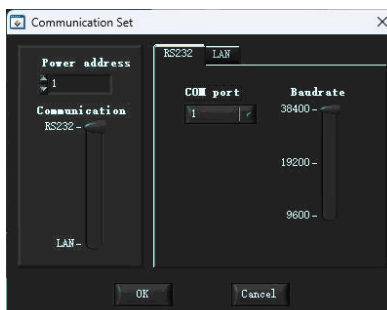 Communication Set
Power address
1
Communication
RS232
LAN
RS232
LAN
COM port
1
Baudrate
38400
19200
9600
OK
Cancel